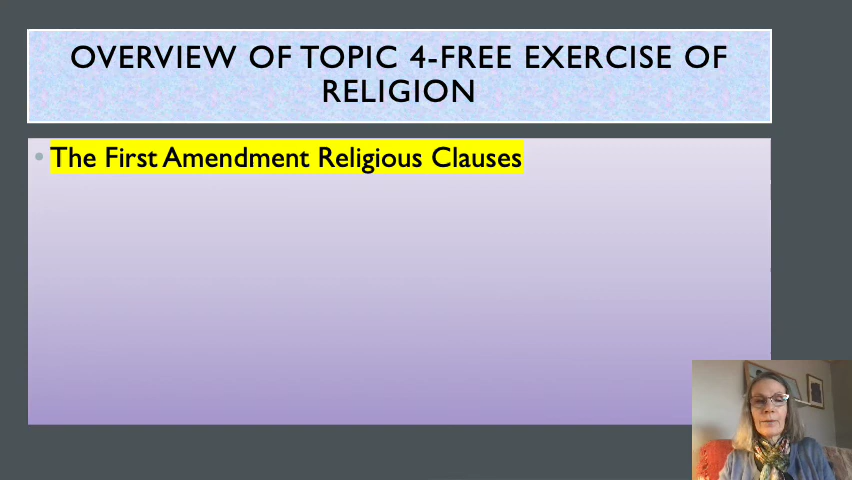 OVERVIEW OF TOPIC 4-FREE EXERCISE OF
RELIGION
• The First Amendment Religious Clauses